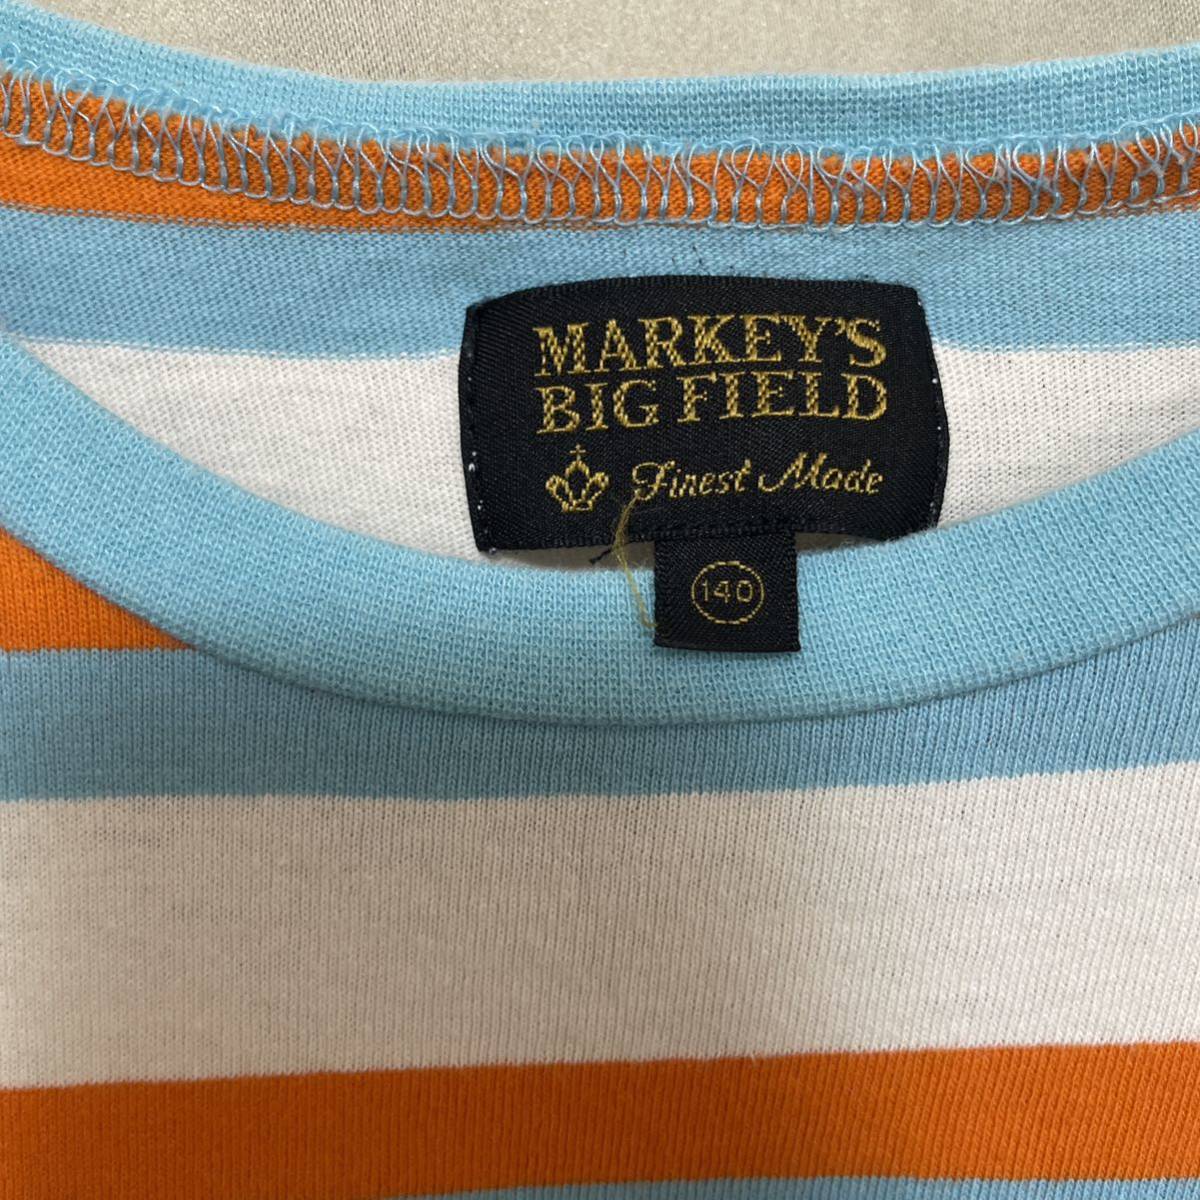 MARKEY'S
BIG FIELD
Finest Made
140